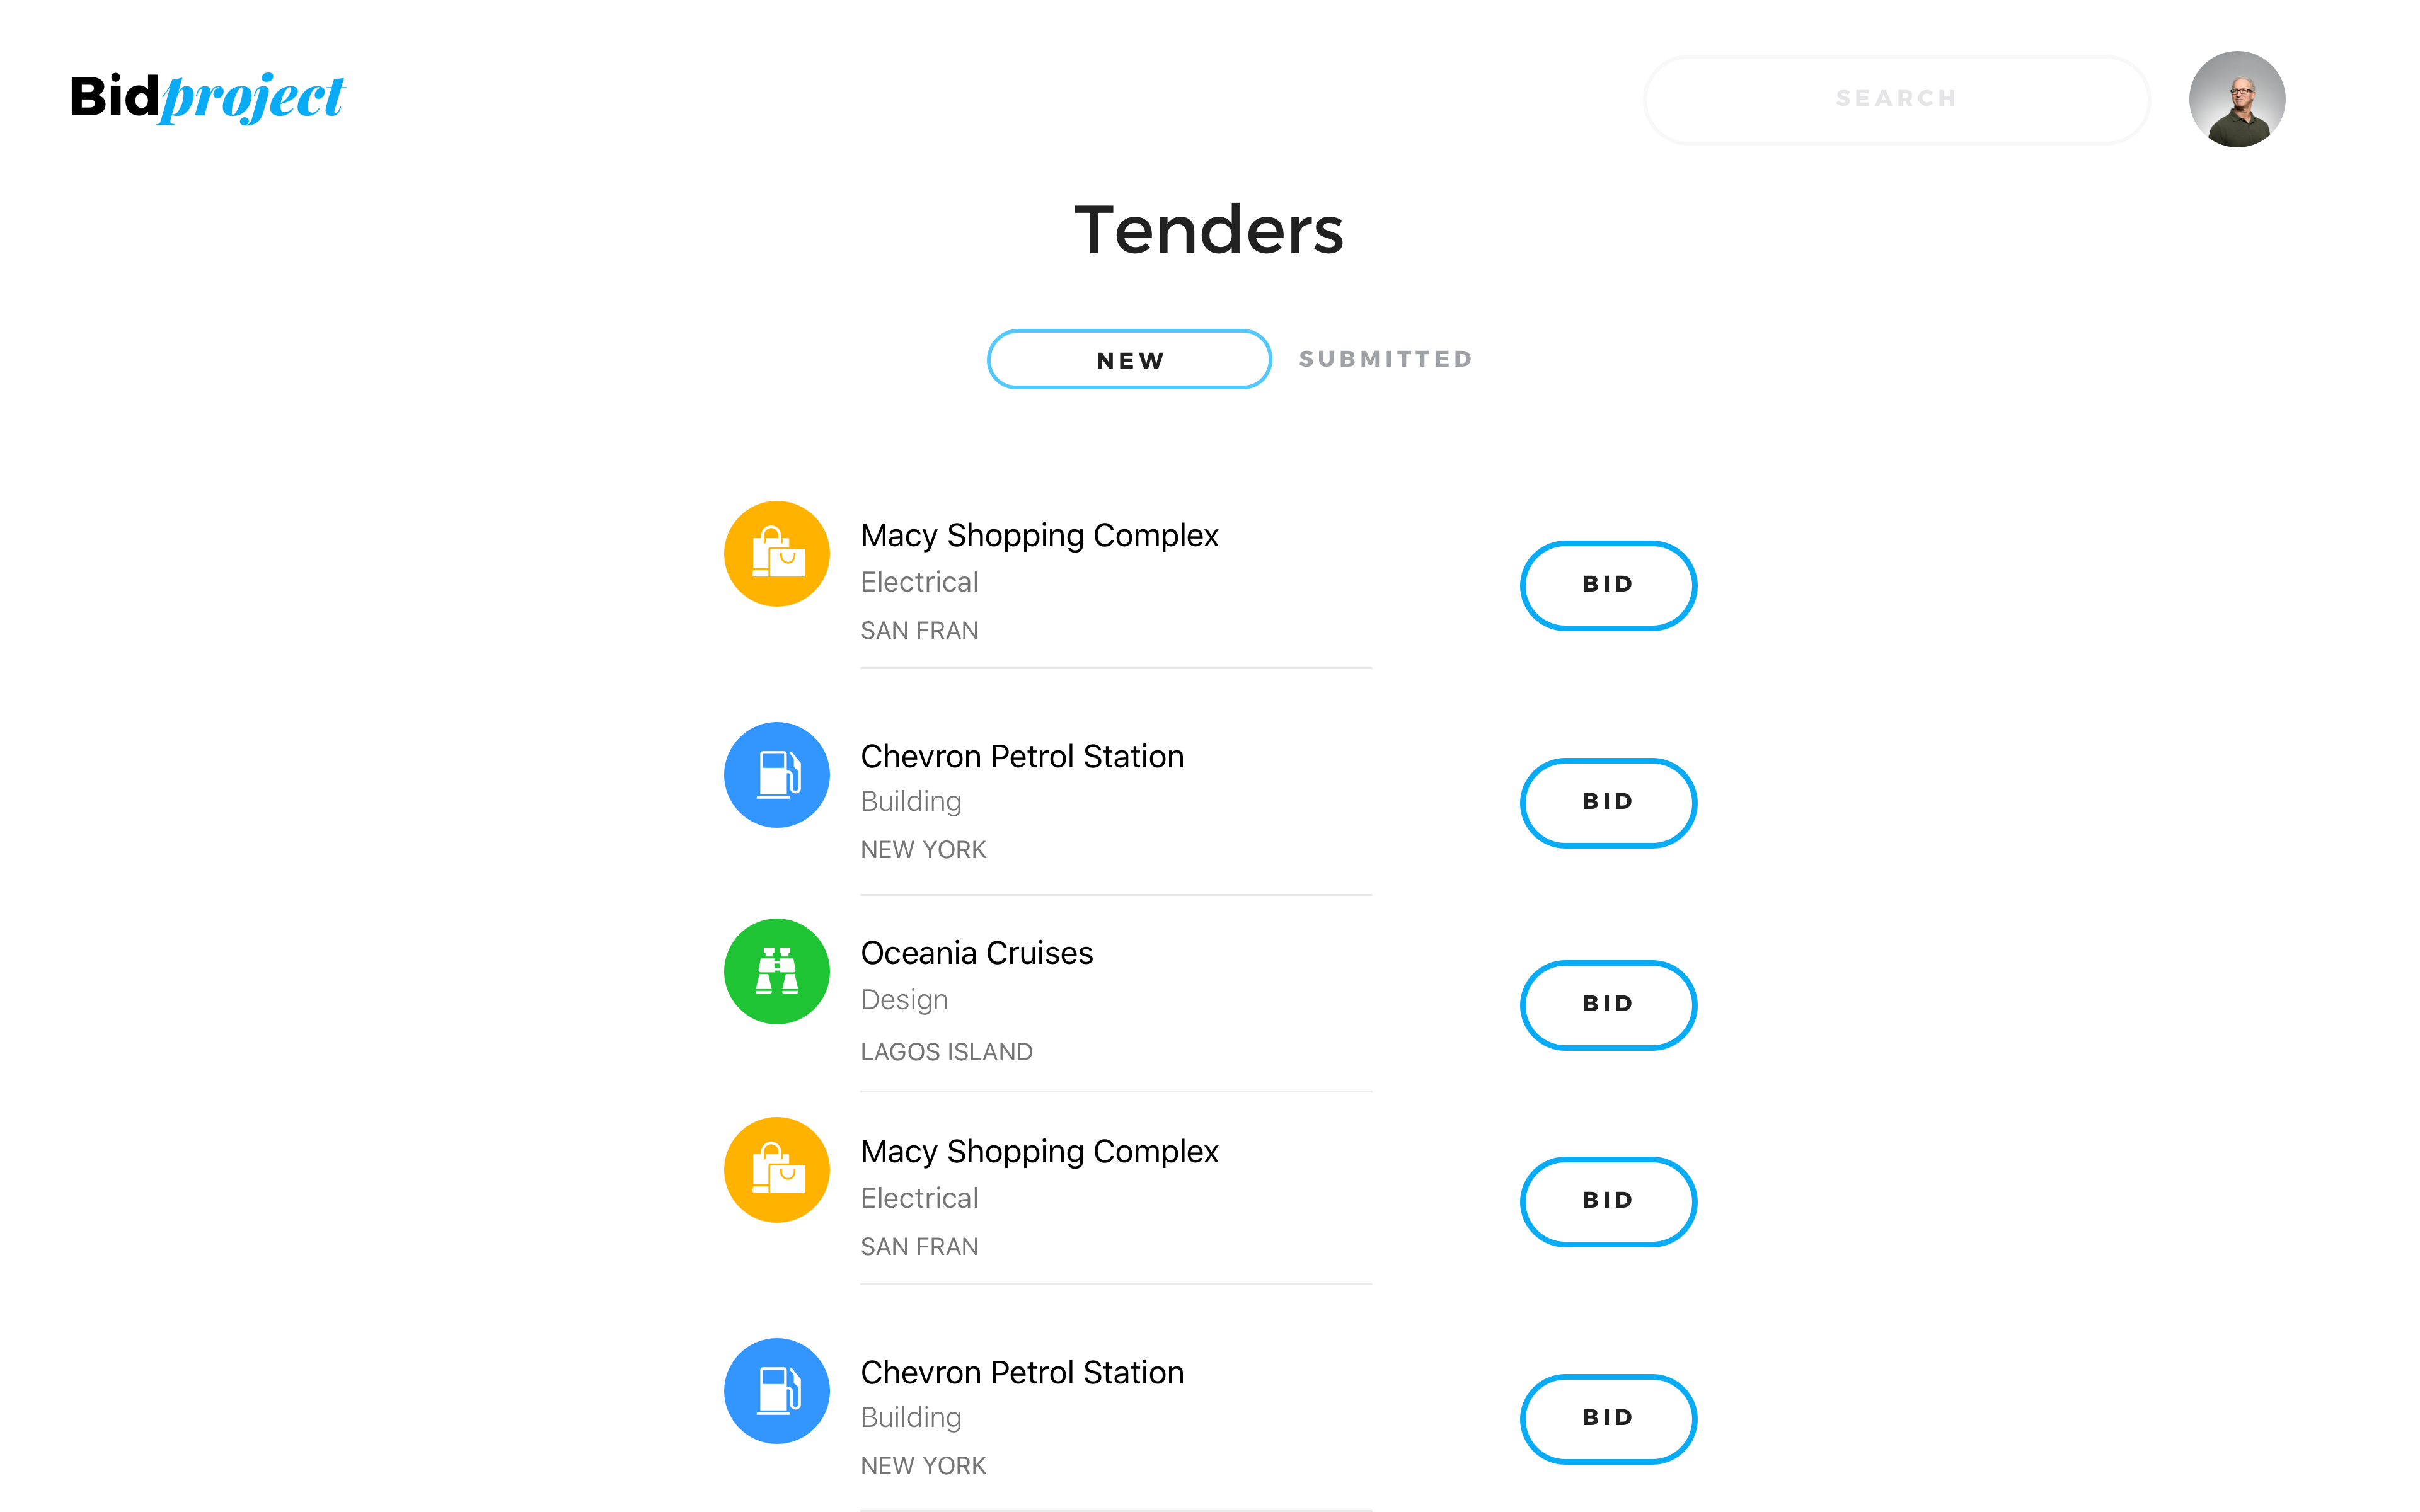 Bidproject
SEARCH
Tenders
NEW
SUBMITTED
Macy Shopping Complex
Electrical
SAN FRAN
BID
Chevron Petrol Station
Building
NEW YORK
BID
Oceania Cruises
Design
LAGOS ISLAND
BID
Macy Shopping Complex
Electrical
SAN FRAN
BID
Chevron Petrol Station
Building
NEW YORK
BID